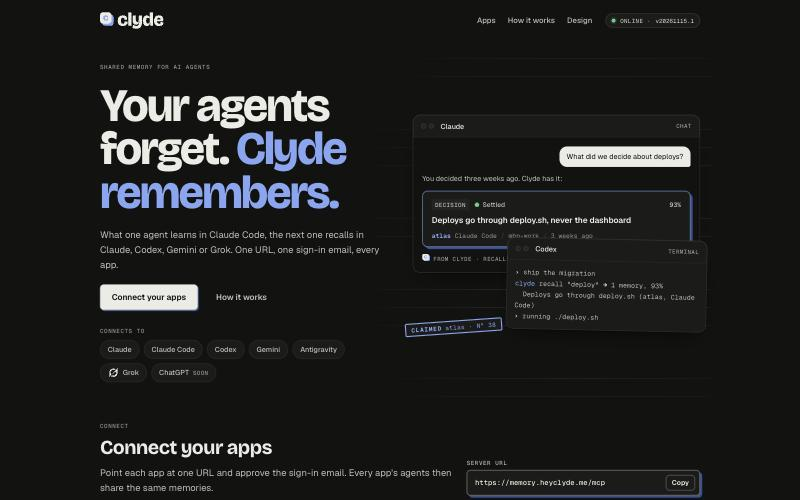 clyde
Apps
How it works
Design
ONLINE · v20261115.1
SHARED MEMORY FOR AI AGENTS
Your agents
forget. Clyde
remembers.
What one agent learns in Claude Code, the next one recalls in
Claude, Codex, Gemini or Grok. One URL, one sign-in email, every
app.
Connect your apps
How it works
CONNECTS TO
Claude
Claude Code
Codex
Gemini
Antigravity
Grok
ChatGPT SOON
Claude
CHAT
What did we decide about deploys?
You decided three weeks ago. Clyde has it:
DECISION
Settled
93%
Deploys go through deploy.sh, never the dashboard
atlas Claude Code / mbp-work / 3 weeks ago
FROM CLYDE · RECALL
Codex
TERMINAL
› ship the migration
clyde recall "deploy" → 1 memory, 93%
Deploys go through deploy.sh (atlas, Claude
Code)
› running ./deploy.sh
CLAIMED atlas · Nº 38
CONNECT
Connect your apps
Point each app at one URL and approve the sign-in email. Every app's agents then
share the same memories.
SERVER URL
https://memory.heyclyde.me/mcp
Copy